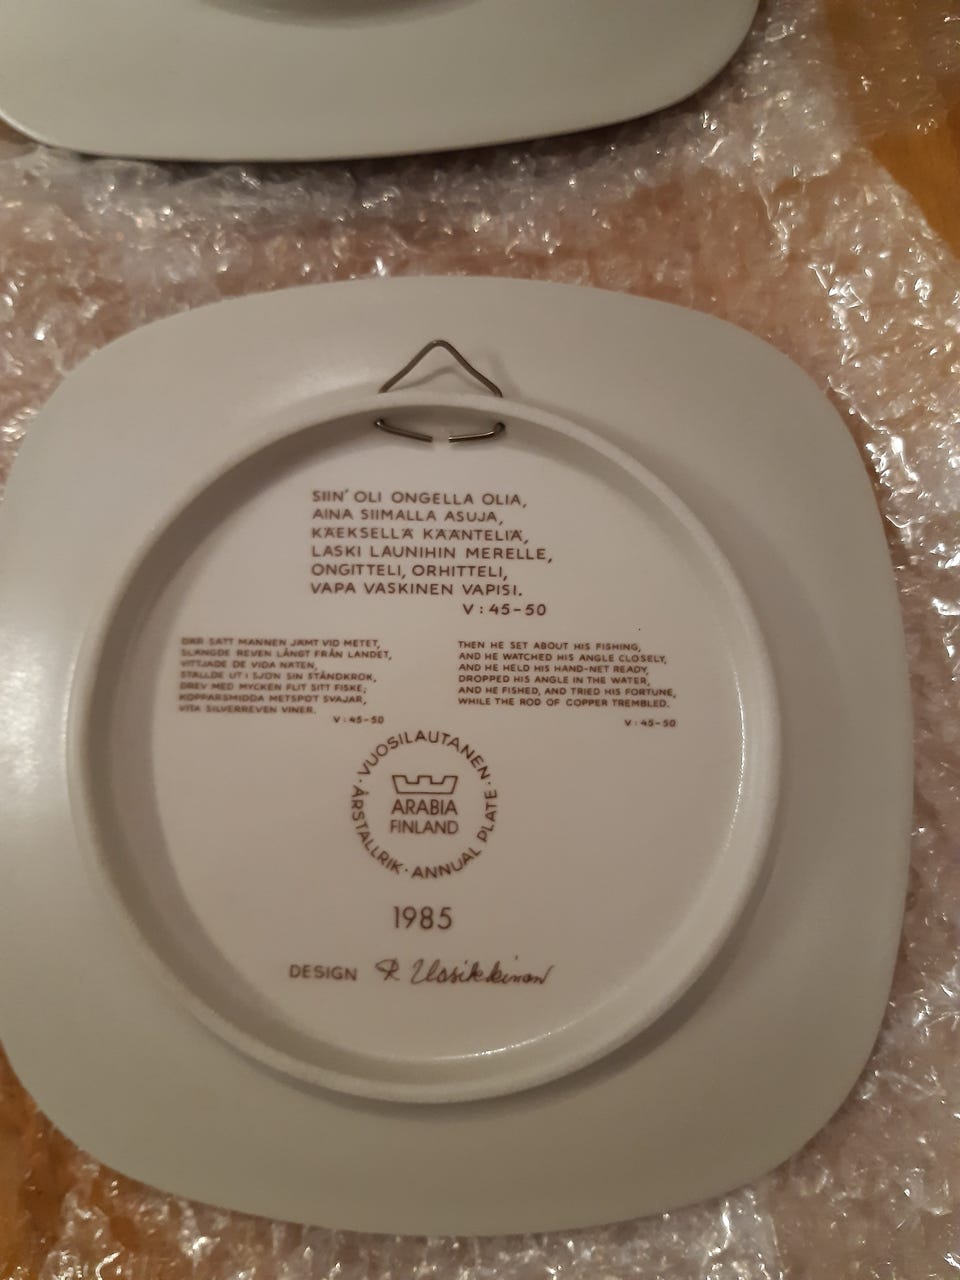 SIIN' OLI ONGELLA OLIA,
AINA SIIMALLA ASUJA,
KÄEKSELLÄ KÄÄNTELIÄ,
LASKI LAUNIHIN MERELLE,
ONGITTELI, ORHITTELI,
VAPA VASKINEN VAPISI.
V : 45-50
DÄR SATT MANNEN JÄMT VID METET,
SLÄNGDE REVEN LÅNGT FRÅN LANDET,
VITTJADE DE VIDA NÄTEN,
STÄLLDE UT I SJÖN SIN STÅNDKROK,
DREV MED MYCKEN FLIT SITT FISKE;
KOPPARSMIDDA METSPÖT SVAJAR,
VITA SILVERREVEN VINER.
V : 45-50
THEN HE SET ABOUT HIS FISHING,
AND HE WATCHED HIS ANGLE CLOSELY,
AND HE HELD HIS HAND-NET READY,
DROPPED HIS ANGLE IN THE WATER,
AND HE FISHED, AND TRIED HIS FORTUNE,
WHILE THE ROD OF COPPER TREMBLED.
V : 45-50
· VUOSILAUTANEN · ANNUAL PLATE · ÅRSTALLRIK
ARABIA
FINLAND
1985
DESIGN R Uosikkinen